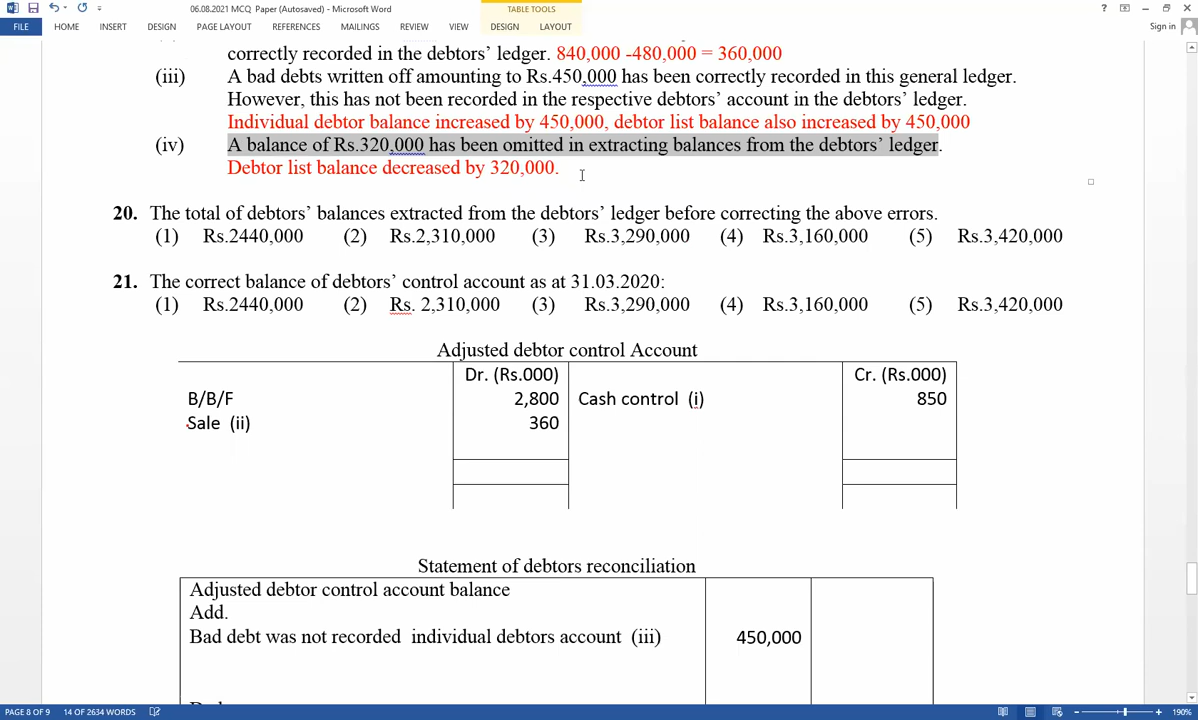 06.08.2021 MCQ Paper (Autosaved) - Microsoft Word
TABLE TOOLS
Sign in
FILE HOME INSERT DESIGN PAGE LAYOUT REFERENCES MAILINGS REVIEW VIEW DESIGN LAYOUT
correctly recorded in the debtors' ledger. 840,000 -480,000 = 360,000
(iii) A bad debts written off amounting to Rs.450,000 has been correctly recorded in this general ledger.
However, this has not been recorded in the respective debtors' account in the debtors' ledger.
Individual debtor balance increased by 450,000, debtor list balance also increased by 450,000
(iv) A balance of Rs.320,000 has been omitted in extracting balances from the debtors' ledger.
Debtor list balance decreased by 320,000.
20. The total of debtors' balances extracted from the debtors' ledger before correcting the above errors.
(1) Rs.2440,000 (2) Rs.2,310,000 (3) Rs.3,290,000 (4) Rs.3,160,000 (5) Rs.3,420,000
21. The correct balance of debtors' control account as at 31.03.2020:
(1) Rs.2440,000 (2) Rs. 2,310,000 (3) Rs.3,290,000 (4) Rs.3,160,000 (5) Rs.3,420,000
Adjusted debtor control Account
Dr. (Rs.000) Cr. (Rs.000)
B/B/F 2,800 Cash control (i) 850
Sale (ii) 360
Statement of debtors reconciliation
Adjusted debtor control account balance
Add.
Bad debt was not recorded individual debtors account (iii) 450,000
PAGE 8 OF 9 14 OF 2634 WORDS 190%